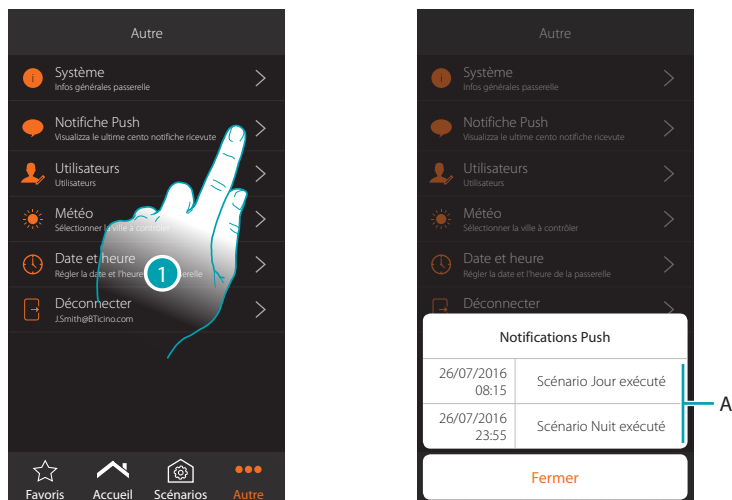 Autre
Système
Infos générales passerelle
Notifiche Push
Visualizza le ultime cento notifiche ricevute
Utilisateurs
Utilisateurs
Météo
Sélectionner la ville à contrôler
Date et heure
Régler la date et l'heure de la passerelle
1
Déconnecter
J.Smith@BTicino.com
Favoris
Accueil
Scénarios
Autre
Autre
Système
Infos générales passerelle
Notifiche Push
Visualizza le ultime cento notifiche ricevute
Utilisateurs
Utilisateurs
Météo
Sélectionner la ville à contrôler
Date et heure
Régler la date et l'heure de la passerelle
Déconnecter
Notifications Push
26/07/2016
08:15
Scénario Jour exécuté
26/07/2016
23:55
Scénario Nuit exécuté
A
Fermer